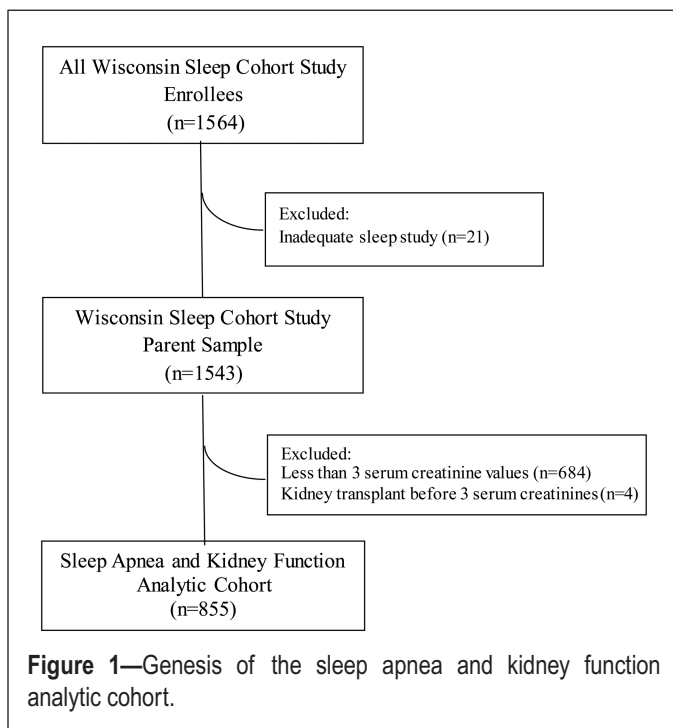 All Wisconsin Sleep Cohort Study
Enrollees
(n=1564)
Excluded:
Inadequate sleep study (n=21)
Wisconsin Sleep Cohort Study
Parent Sample
(n=1543)
Excluded:
Less than 3 serum creatinine values (n=684)
Kidney transplant before 3 serum creatinines (n=4)
Sleep Apnea and Kidney Function
Analytic Cohort
(n=855)
Figure 1—Genesis of the sleep apnea and kidney function
analytic cohort.